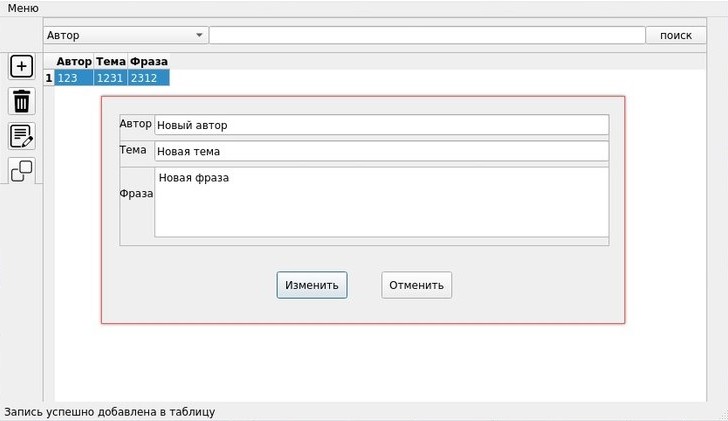 Меню
Автор поиск
Автор Тема Фраза
1 123 1231 2312
Автор Новый автор
Тема Новая тема
Фраза Новая фраза
Изменить Отменить
Запись успешно добавлена в таблицу